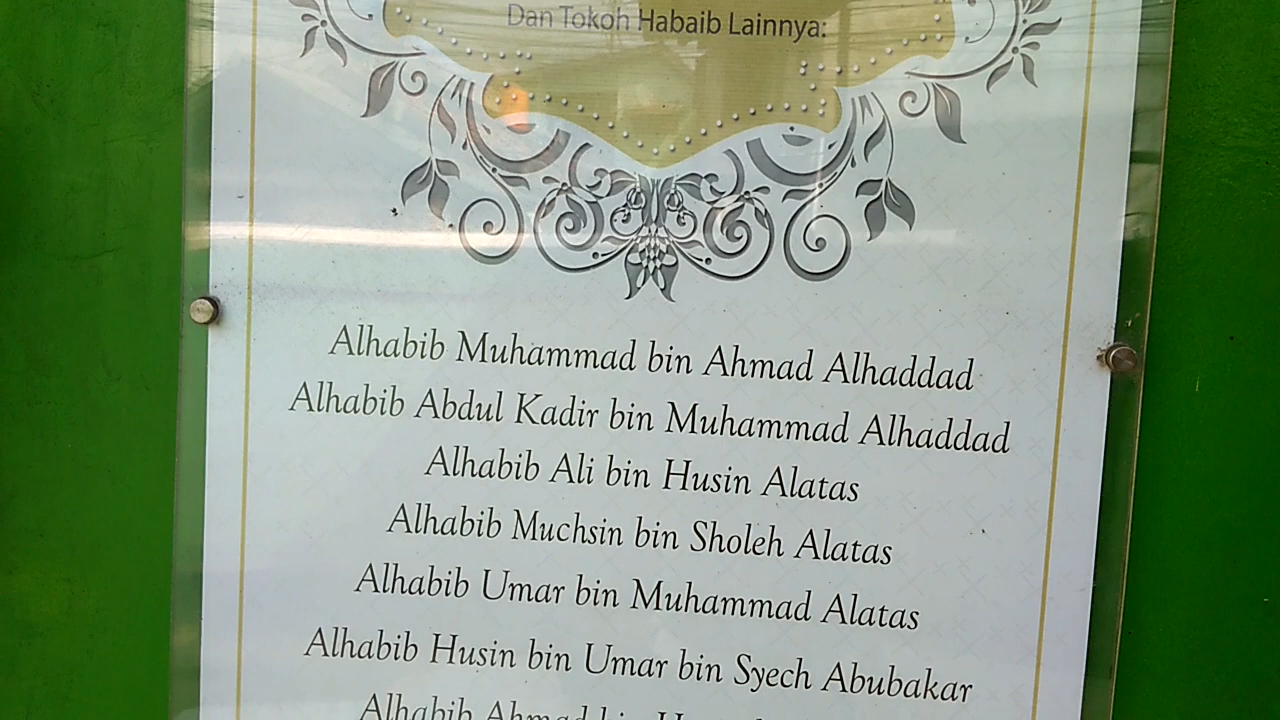 Dan Tokoh Habaib Lainnya:
Alhabib Muhammad bin Ahmad Alhaddad
Alhabib Abdul Kadir bin Muhammad Alhaddad
Alhabib Ali bin Husin Alatas
Alhabib Muchsin bin Sholeh Alatas
Alhabib Umar bin Muhammad Alatas
Alhabib Husin bin Umar bin Syech Abubakar
Alhabib Ahmad bin